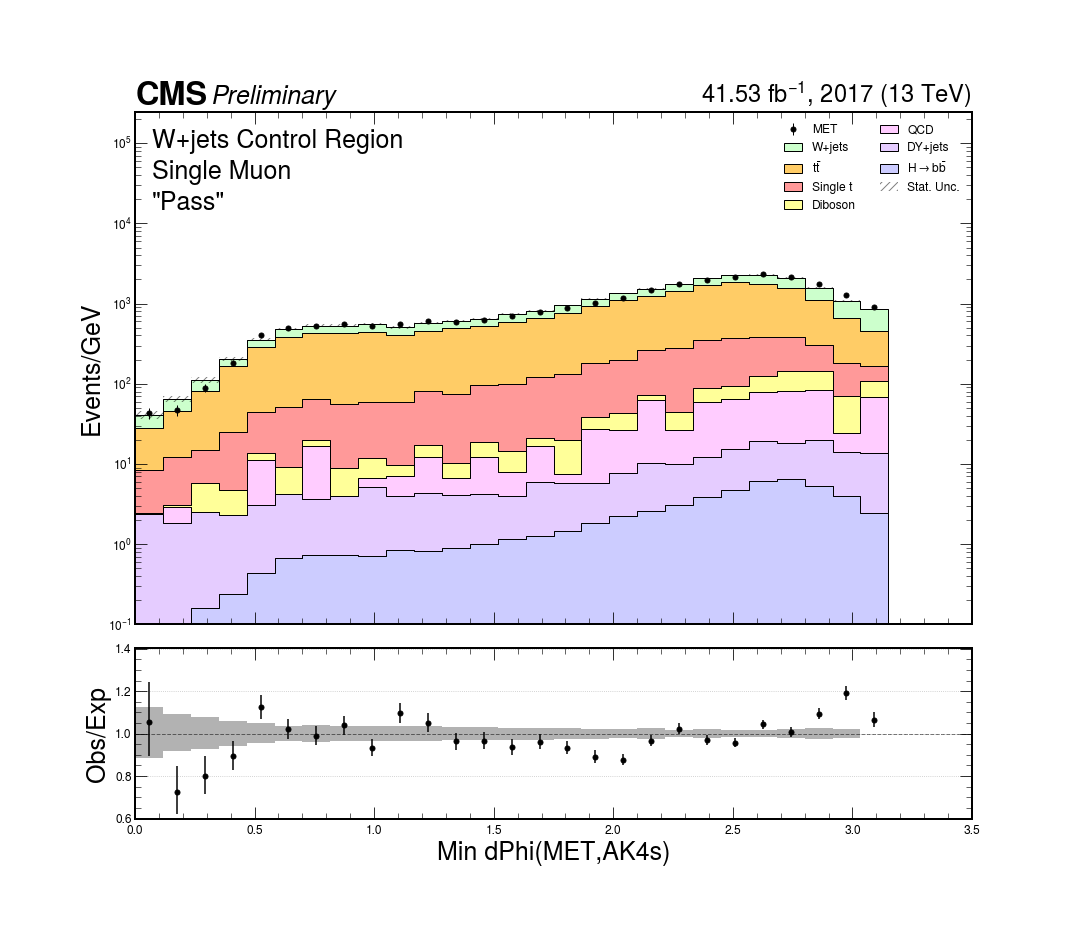 CMS Preliminary 41.53 fb⁻¹, 2017 (13 TeV)
W+jets Control Region
Single Muon
"Pass"
MET
W+jets
tt̄
Single t
Diboson
QCD
DY+jets
H→bb̄
Stat. Unc.
Events/GeV
10⁵
10⁴
10³
10²
10¹
10⁰
10⁻¹
Obs/Exp
1.4
1.2
1.0
0.8
0.6
0.0 0.5 1.0 1.5 2.0 2.5 3.0 3.5
Min dPhi(MET,AK4s)